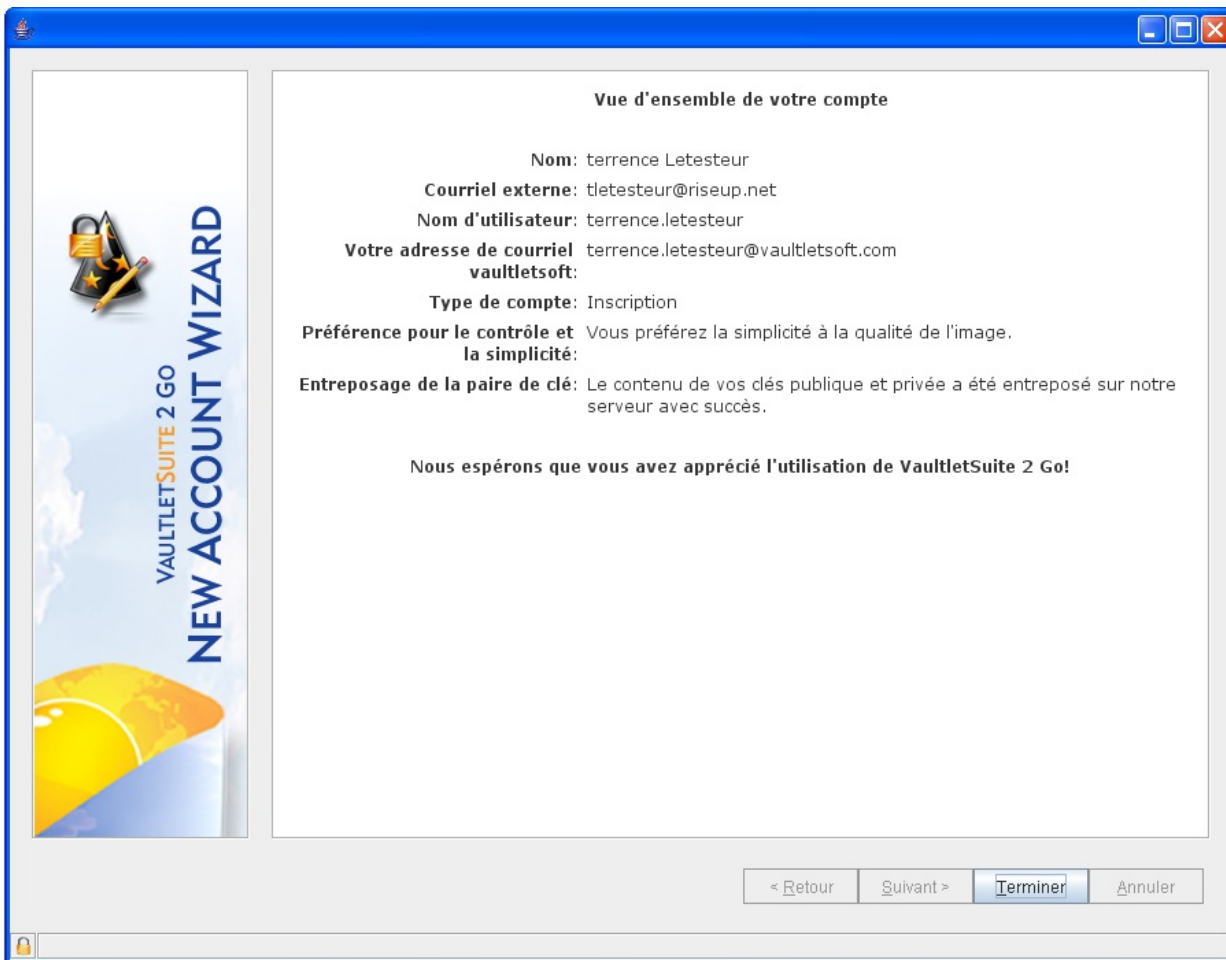 Vue d'ensemble de votre compte
Nom: terrence Letesteur
Courriel externe: tletesteur@riseup.net
Nom d'utilisateur: terrence.letesteur
Votre adresse de courriel terrence.letesteur@vaultletsoft.com
vaultletsoft:
Type de compte: Inscription
Préférence pour le contrôle et Vous préférez la simplicité à la qualité de l'image.
la simplicité:
Entreposage de la paire de clé: Le contenu de vos clés publique et privée a été entreposé sur notre
serveur avec succès.
Nous espérons que vous avez apprécié l'utilisation de VaultletSuite 2 Go!
VAULTLETSUITE 2 GO
NEW ACCOUNT WIZARD
< Retour Suivant > Terminer Annuler